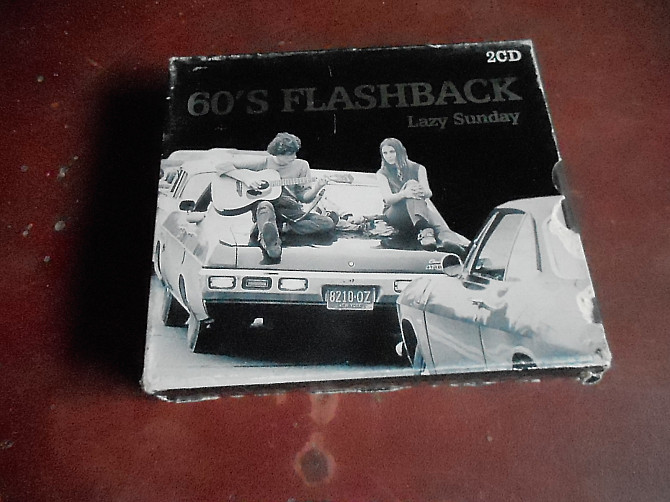 2CD
60'S FLASHBACK
Lazy Sunday
8210·OZ